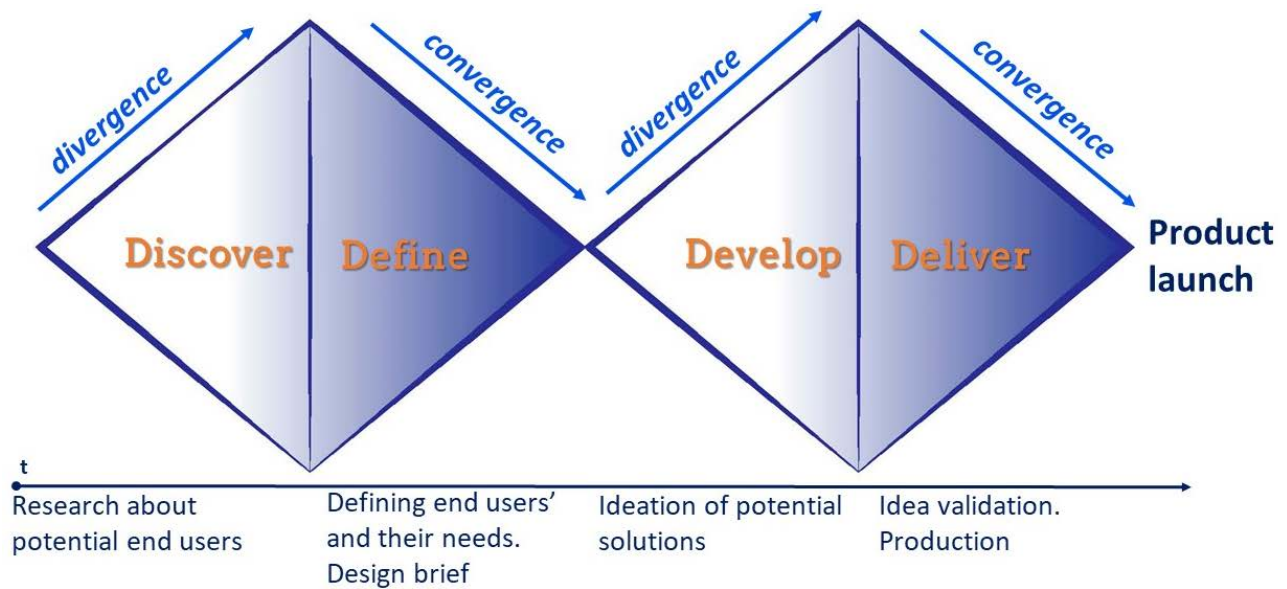 divergence
convergence
divergence
convergence
Discover
Define
Develop
Deliver
Product
launch
t
Research about
potential end users
Defining end users’
and their needs.
Design brief
Ideation of potential
solutions
Idea validation.
Production